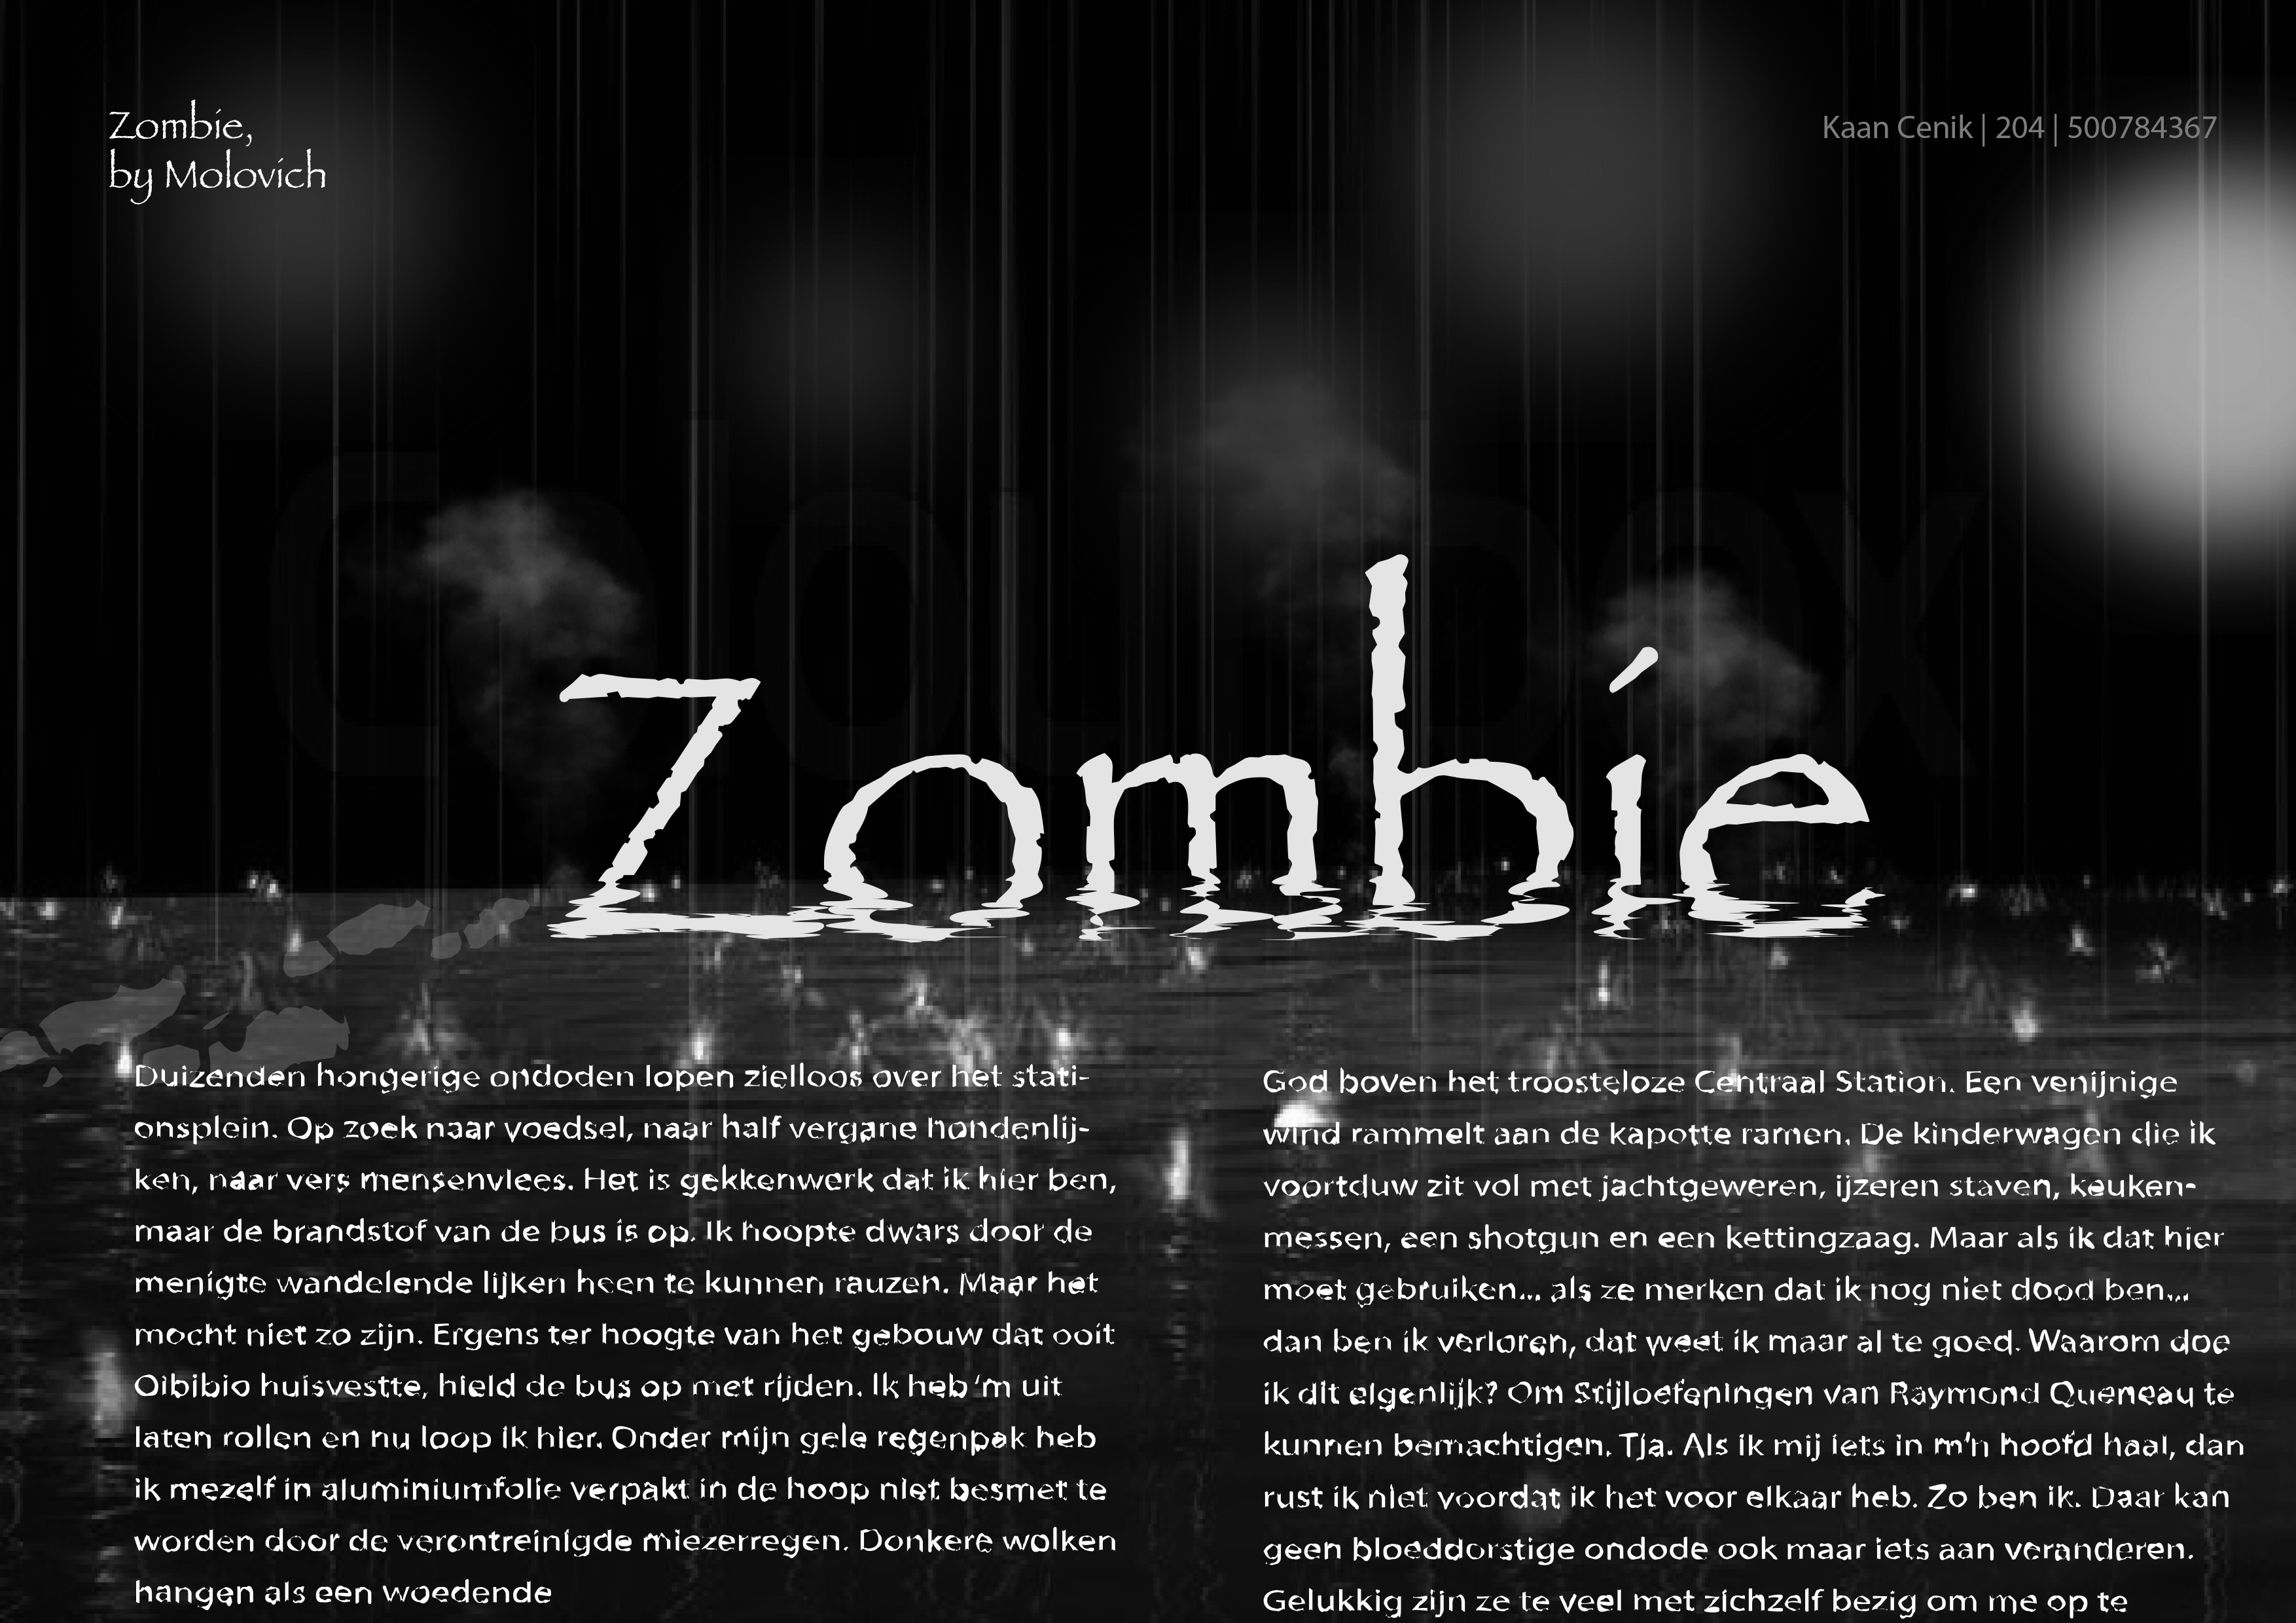 Zombie,
by Molovich
Kaan Cenik | 204 | 500784367
Colourbox
Zombie
Duizenden hongerige ondoden lopen zielloos over het stati-
onsplein. Op zoek naar voedsel, naar half vergane hondenlij-
ken, naar vers mensenvlees. Het is gekkenwerk dat ik hier ben,
maar de brandstof van de bus is op. Ik hoopte dwars door de
menigte wandelende lijken heen te kunnen rauzen. Maar het
mocht niet zo zijn. Ergens ter hoogte van het gebouw dat ooit
Oibibio huisvestte, hield de bus op met rijden. Ik heb 'm uit
laten rollen en nu loop ik hier. Onder mijn gele regenpak heb
ik mezelf in aluminiumfolie verpakt in de hoop niet besmet te
worden door de verontreinigde miezerregen. Donkere wolken
hangen als een woedende
God boven het troosteloze Centraal Station. Een venijnige
wind rammelt aan de kapotte ramen. De kinderwagen die ik
voortduw zit vol met jachtgeweren, ijzeren staven, keuken-
messen, een shotgun en een kettingzaag. Maar als ik dat hier
moet gebruiken... als ze merken dat ik nog niet dood ben...
dan ben ik verloren, dat weet ik maar al te goed. Waarom doe
ik dit eigenlijk? Om Stijloefeningen van Raymond Queneau te
kunnen bemachtigen. Tja. Als ik mij iets in m'n hoofd haal, dan
rust ik niet voordat ik het voor elkaar heb. Zo ben ik. Daar kan
geen bloeddorstige ondode ook maar iets aan veranderen.
Gelukkig zijn ze te veel met zichzelf bezig om me op te